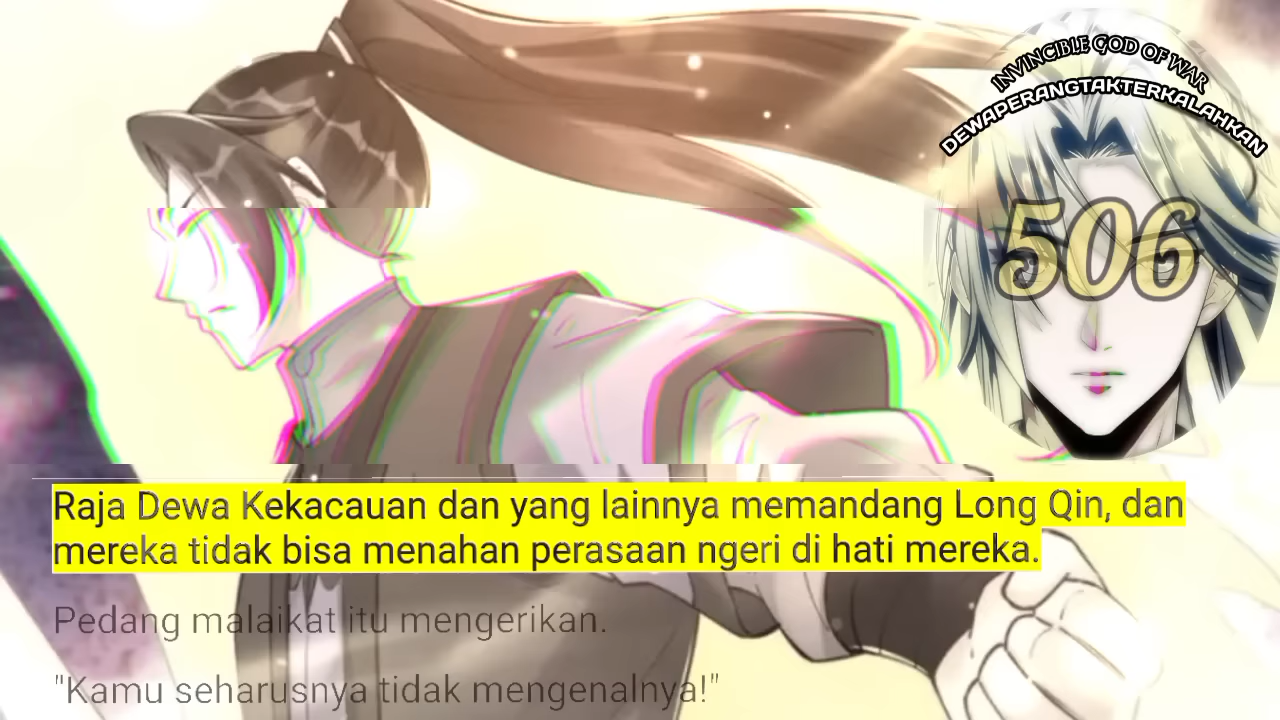 INVINCIBLE GOD OF WAR
DEWAPERANGTAKTERKALAHKAN
506
Raja Dewa Kekacauan dan yang lainnya memandang Long Qin, dan
mereka tidak bisa menahan perasaan ngeri di hati mereka.
Pedang malaikat itu mengerikan.
"Kamu seharusnya tidak mengenalnya!"